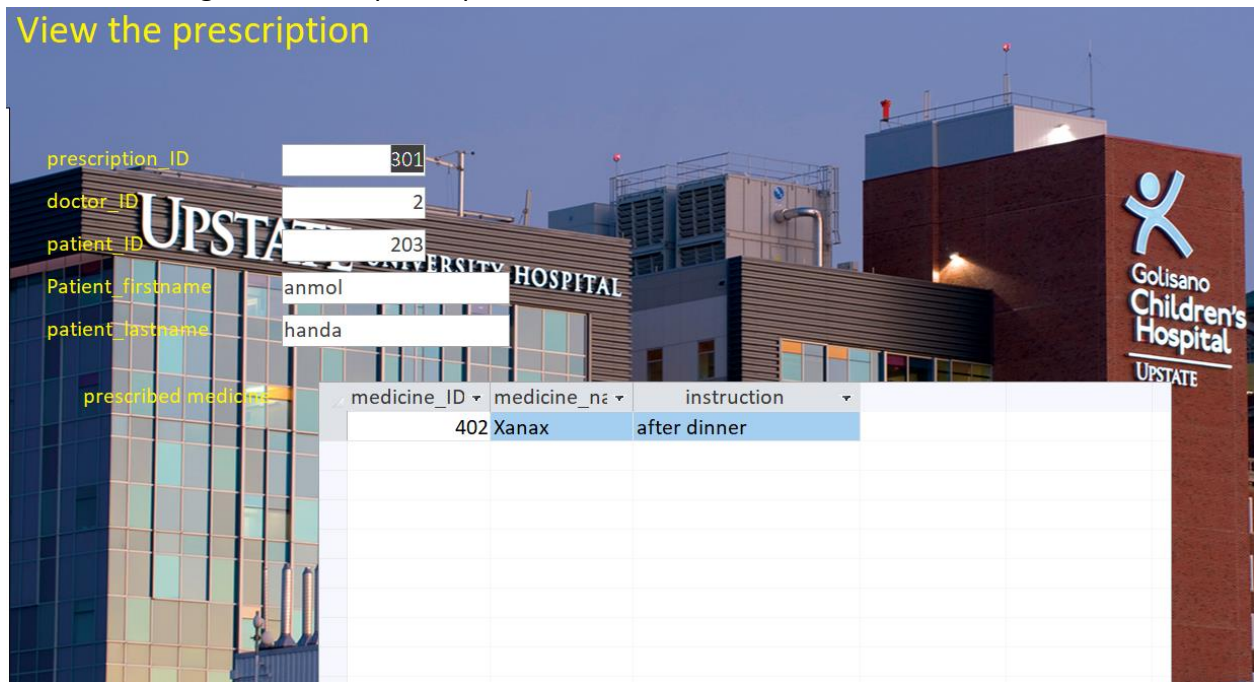 View the prescription
prescription_ID 301
doctor_ID 2
patient_ID 203
Patient_firstname anmol
patient_lastname handa
UPSTATE UNIVERSITY HOSPITAL
Golisano
Children's
Hospital
UPSTATE
prescribed medicine
medicine_ID medicine_na instruction
402 Xanax after dinner